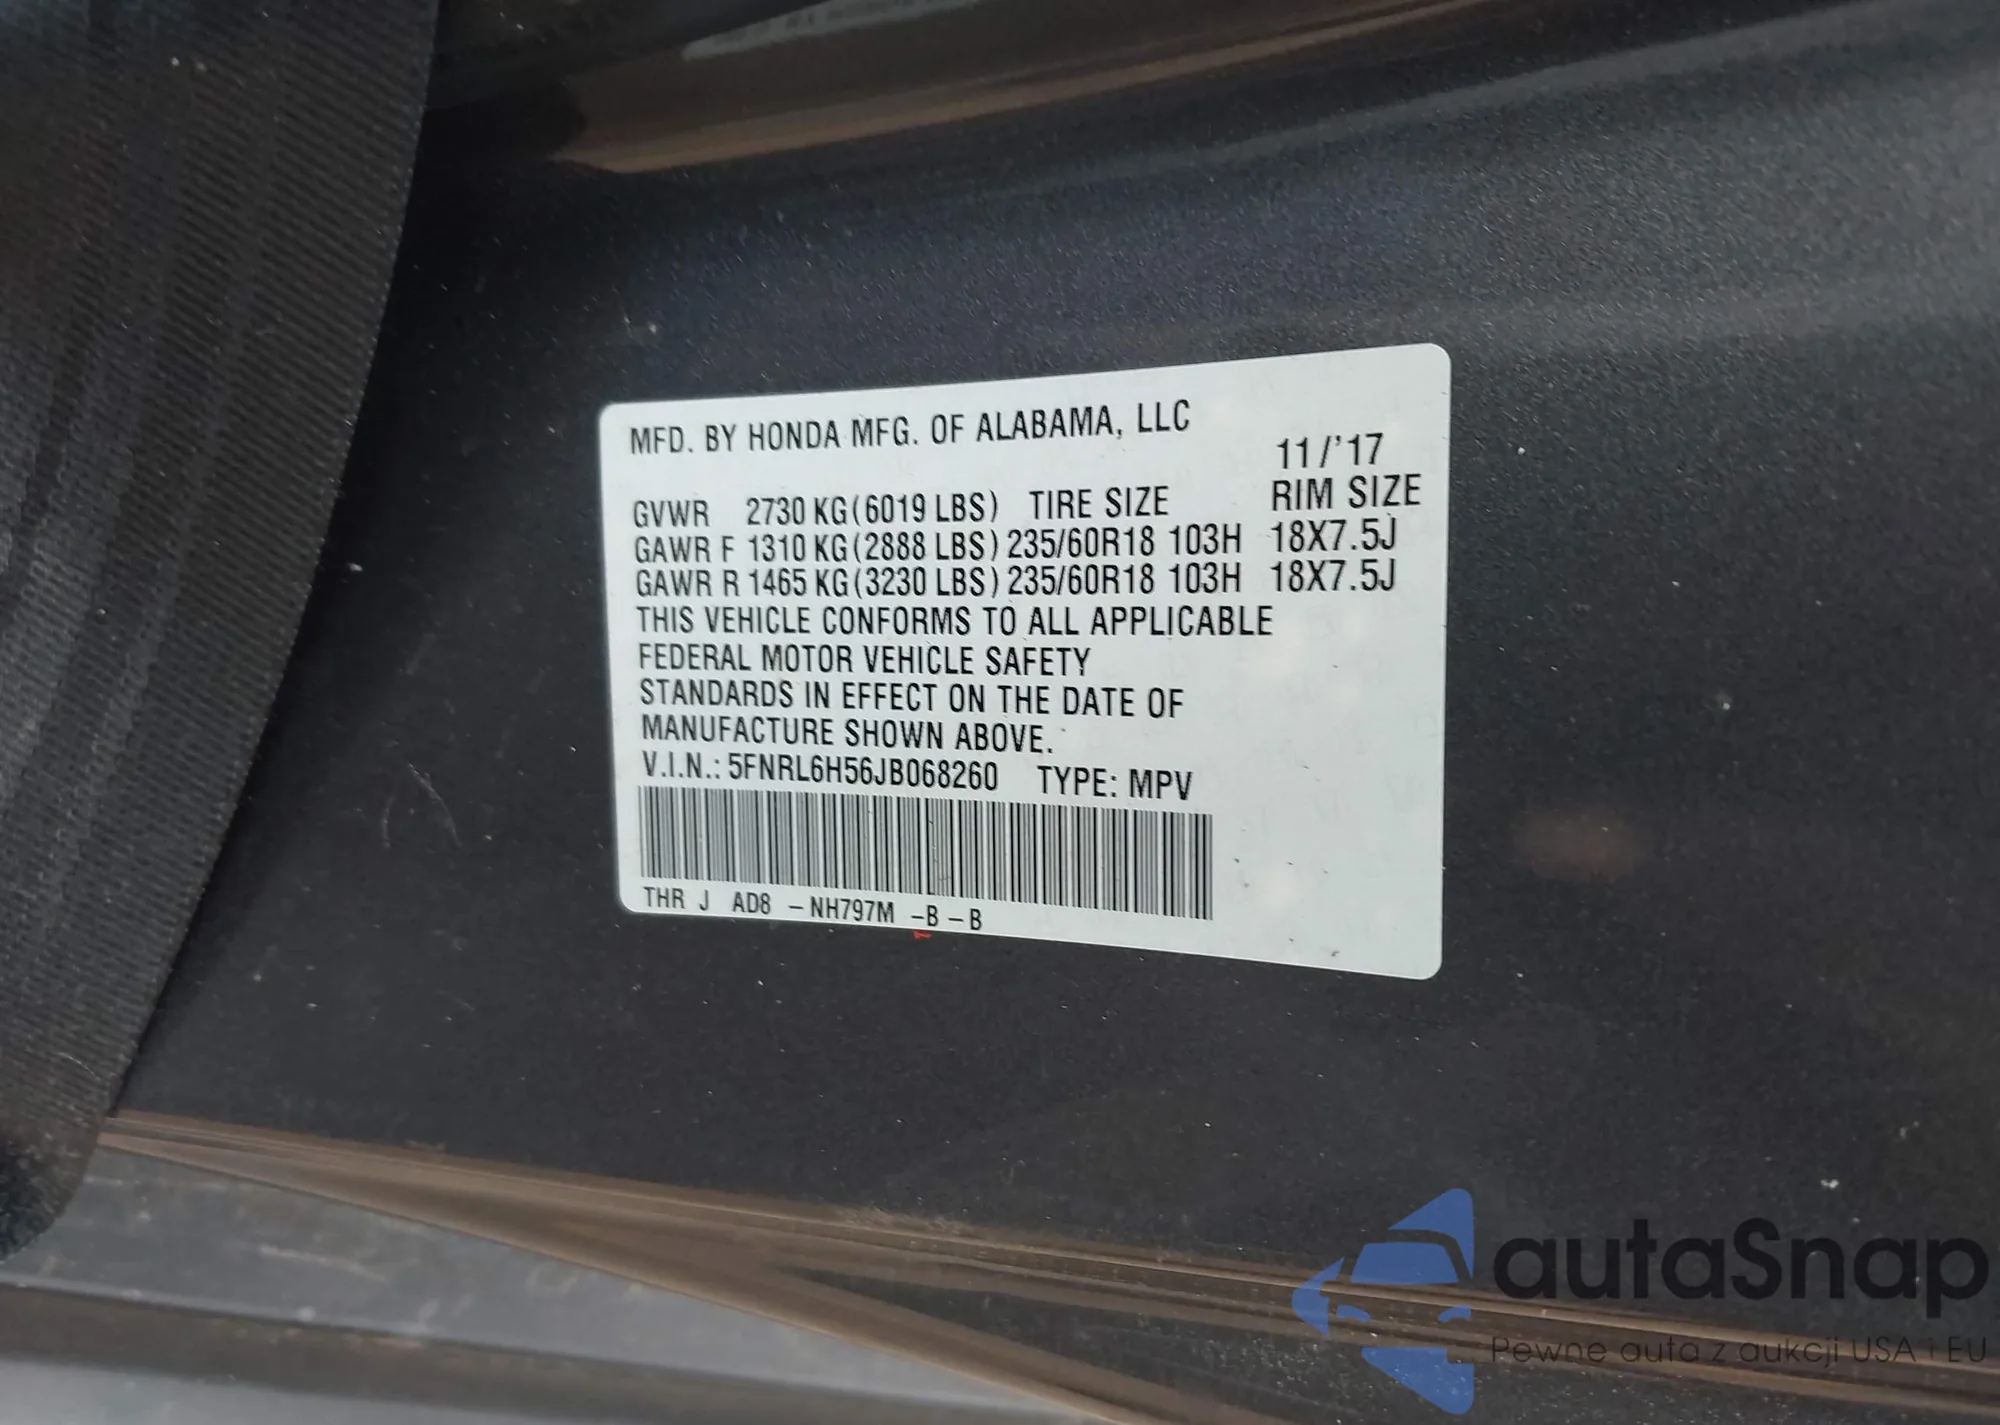 MFD. BY HONDA MFG. OF ALABAMA, LLC
11/'17
GVWR 2730 KG(6019 LBS) TIRE SIZE RIM SIZE
GAWR F 1310 KG(2888 LBS) 235/60R18 103H 18X7.5J
GAWR R 1465 KG(3230 LBS) 235/60R18 103H 18X7.5J
THIS VEHICLE CONFORMS TO ALL APPLICABLE
FEDERAL MOTOR VEHICLE SAFETY
STANDARDS IN EFFECT ON THE DATE OF
MANUFACTURE SHOWN ABOVE.
V.I.N.: 5FNRL6H56JB068260 TYPE: MPV
THR J AD8 -NH797M -B-B
autaSnap
Pewne auta z aukcji USA i EU